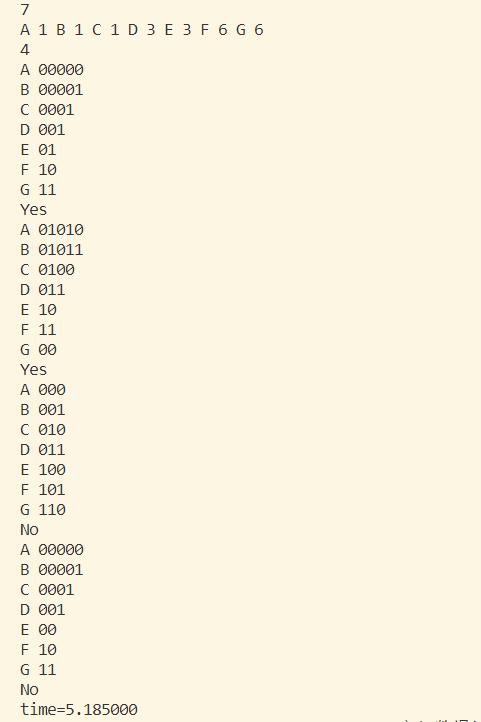 7
A 1 B 1 C 1 D 3 E 3 F 6 G 6
4
A 00000
B 00001
C 0001
D 001
E 01
F 10
G 11
Yes
A 01010
B 01011
C 0100
D 011
E 10
F 11
G 00
Yes
A 000
B 001
C 010
D 011
E 100
F 101
G 110
No
A 00000
B 00001
C 0001
D 001
E 00
F 10
G 11
No
time=5.185000